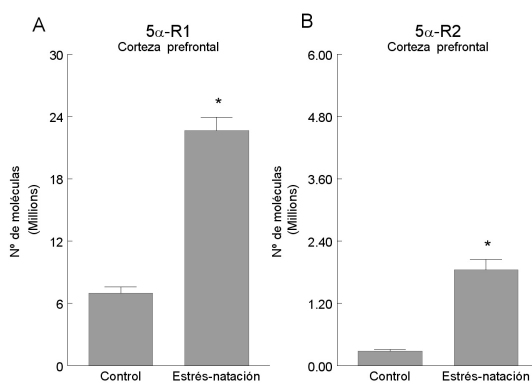 A
5α-R1
Corteza prefrontal
30
24
18
12
6
0
Nº de moléculas
(Millions)
*
Control
Estrés-natación
B
5α-R2
Corteza prefrontal
6.00
4.80
3.60
2.40
1.20
0.00
Nº de moléculas
(Millions)
*
Control
Estrés-natación